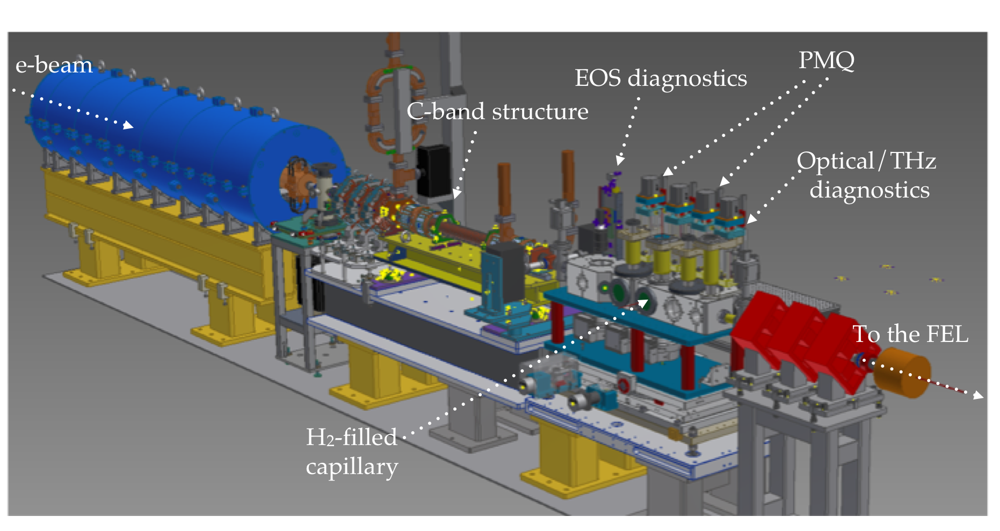 e-beam
PMQ
EOS diagnostics
C-band structure
Optical/THz
diagnostics
To the FEL
H2-filled
capillary